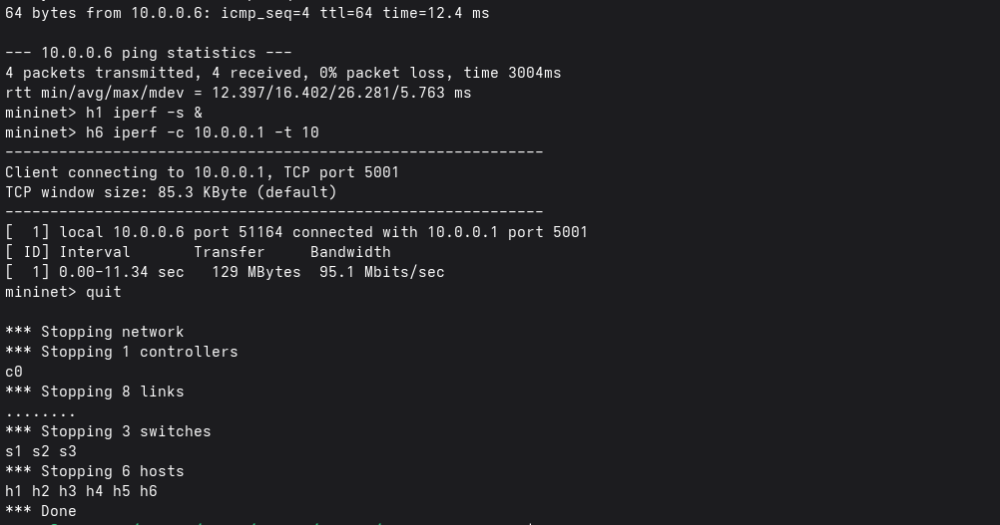 64 bytes from 10.0.0.6: icmp_seq=4 ttl=64 time=12.4 ms
--- 10.0.0.6 ping statistics ---
4 packets transmitted, 4 received, 0% packet loss, time 3004ms
rtt min/avg/max/mdev = 12.397/16.402/26.281/5.763 ms
mininet> h1 iperf -s &
mininet> h6 iperf -c 10.0.0.1 -t 10
------------------------------------------------------------
Client connecting to 10.0.0.1, TCP port 5001
TCP window size: 85.3 KByte (default)
------------------------------------------------------------
[  1] local 10.0.0.6 port 51164 connected with 10.0.0.1 port 5001
[ ID] Interval       Transfer     Bandwidth
[  1] 0.00-11.34 sec   129 MBytes  95.1 Mbits/sec
mininet> quit
*** Stopping network
*** Stopping 1 controllers
c0
*** Stopping 8 links
........
*** Stopping 3 switches
s1 s2 s3
*** Stopping 6 hosts
h1 h2 h3 h4 h5 h6
*** Done